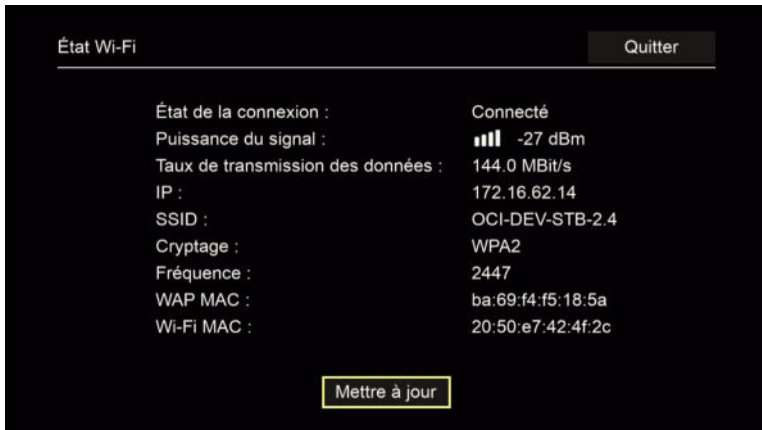 État Wi-Fi Quitter
État de la connexion : Connecté
Puissance du signal : -27 dBm
Taux de transmission des données : 144.0 MBit/s
IP : 172.16.62.14
SSID : OCI-DEV-STB-2.4
Cryptage : WPA2
Fréquence : 2447
WAP MAC : ba:69:f4:f5:18:5a
Wi-Fi MAC : 20:50:e7:42:4f:2c
Mettre à jour